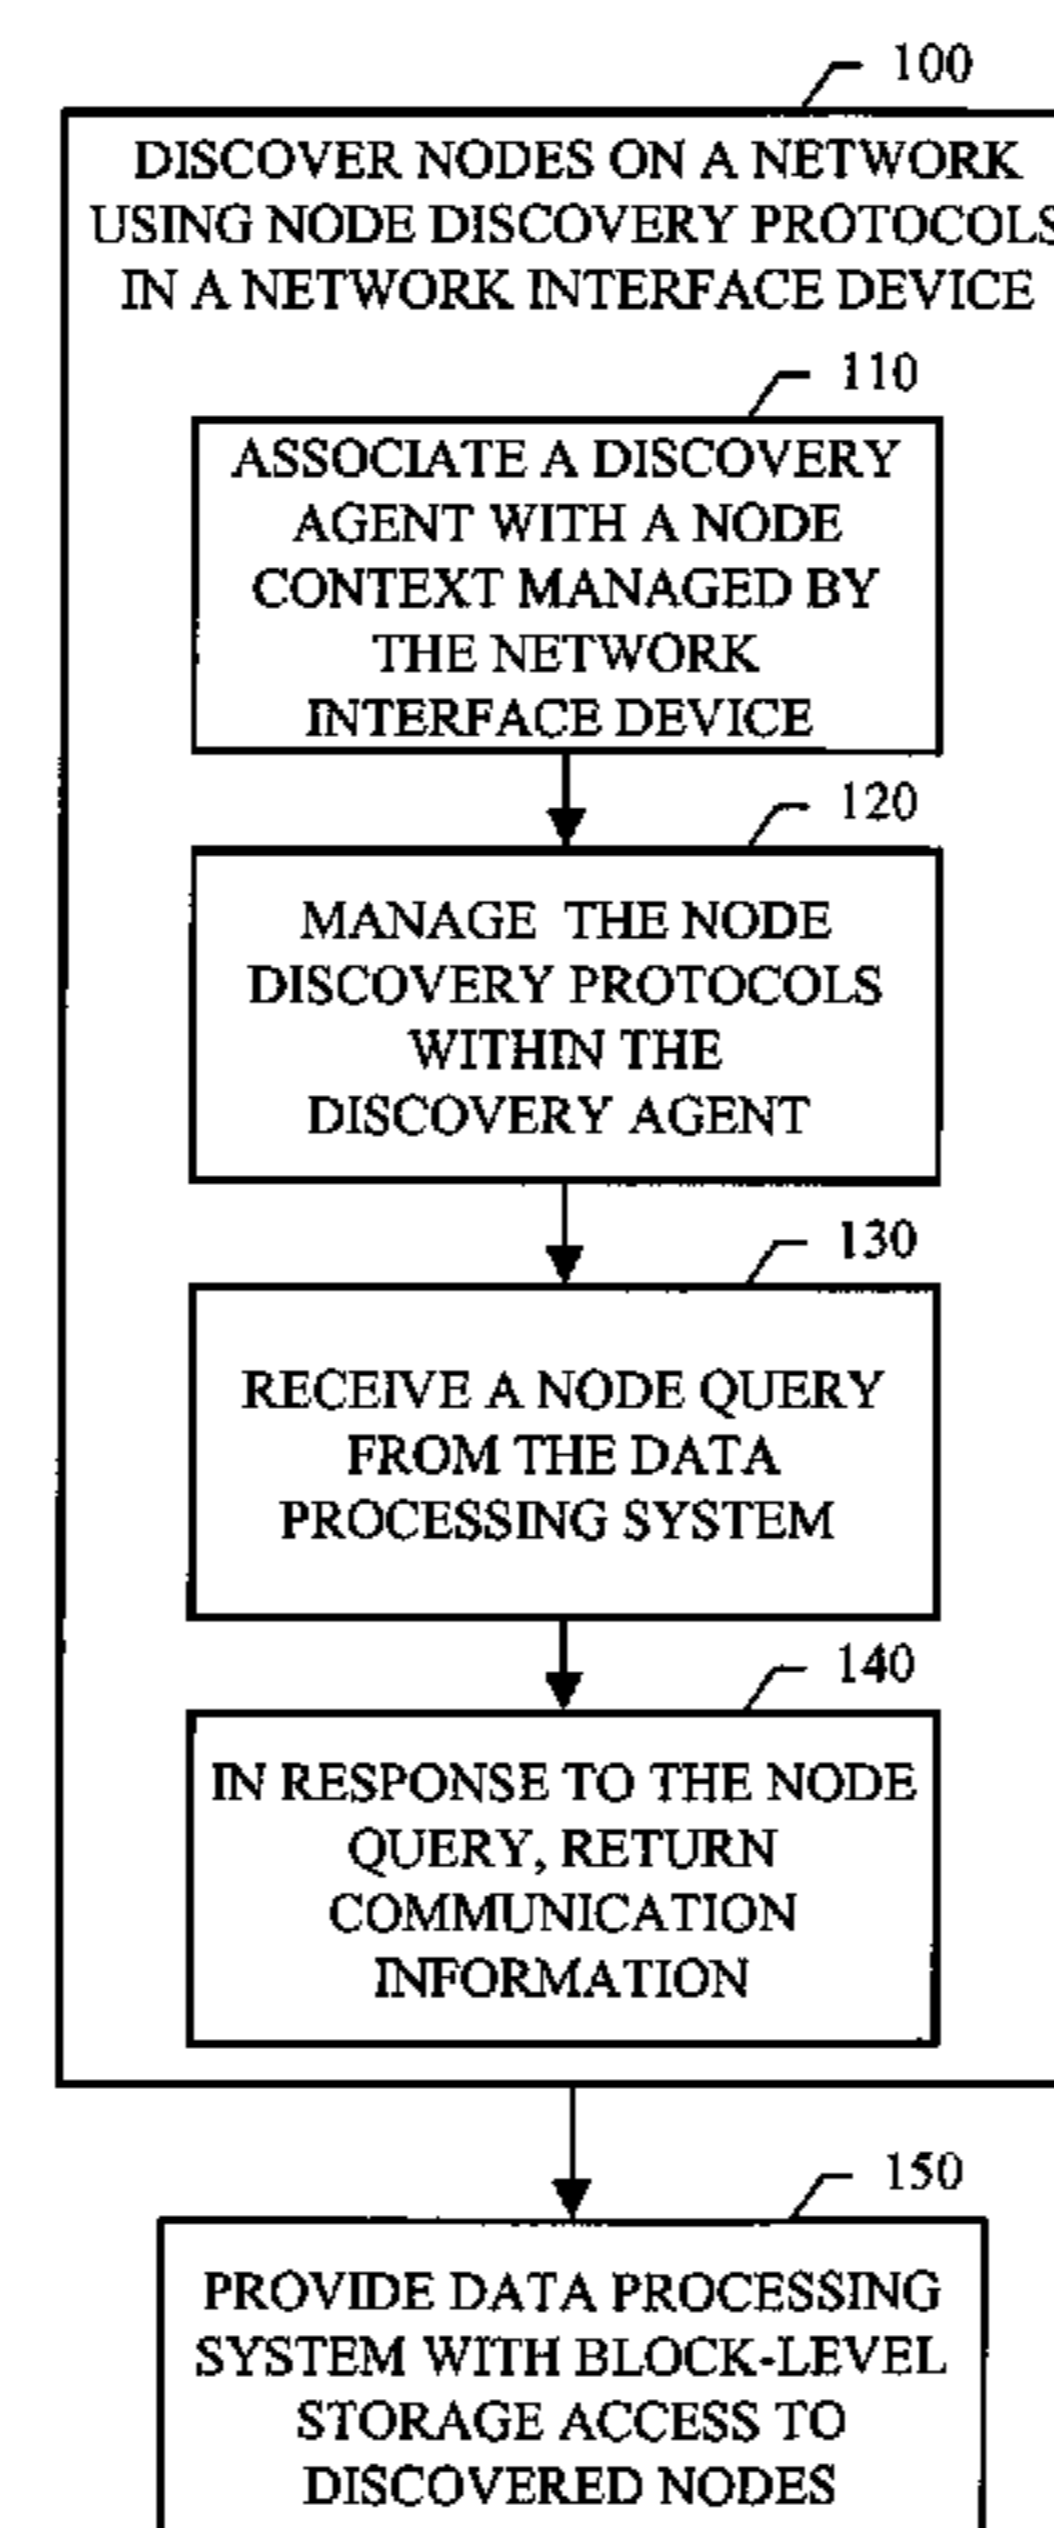 100
DISCOVER NODES ON A NETWORK
USING NODE DISCOVERY PROTOCOLS
IN A NETWORK INTERFACE DEVICE
110
ASSOCIATE A DISCOVERY
AGENT WITH A NODE
CONTEXT MANAGED BY
THE NETWORK
INTERFACE DEVICE
120
MANAGE THE NODE
DISCOVERY PROTOCOLS
WITHIN THE
DISCOVERY AGENT
130
RECEIVE A NODE QUERY
FROM THE DATA
PROCESSING SYSTEM
140
IN RESPONSE TO THE NODE
QUERY, RETURN
COMMUNICATION
INFORMATION
150
PROVIDE DATA PROCESSING
SYSTEM WITH BLOCK-LEVEL
STORAGE ACCESS TO
DISCOVERED NODES